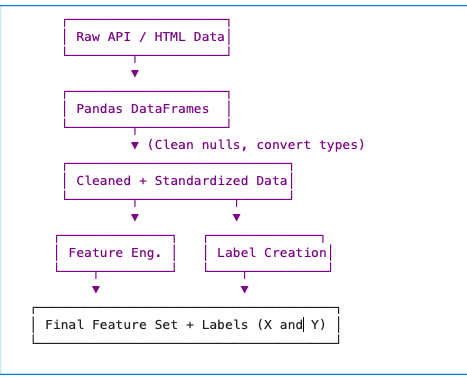 Raw API / HTML Data
Pandas DataFrames
(Clean nulls, convert types)
Cleaned + Standardized Data
Feature Eng.
Label Creation
Final Feature Set + Labels (X and Y)